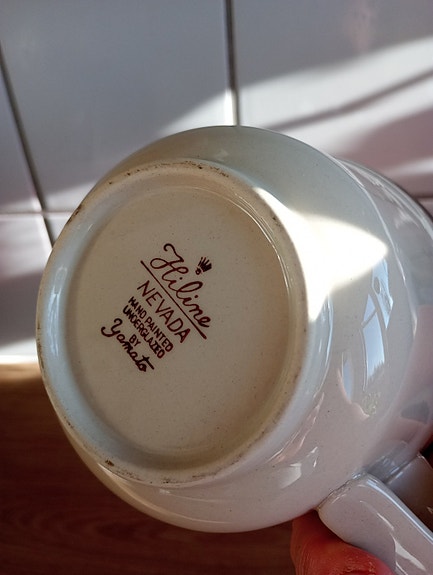 Hiline
NEVADA
HAND PAINTED
UNDERGLAZED
BY
Yamato